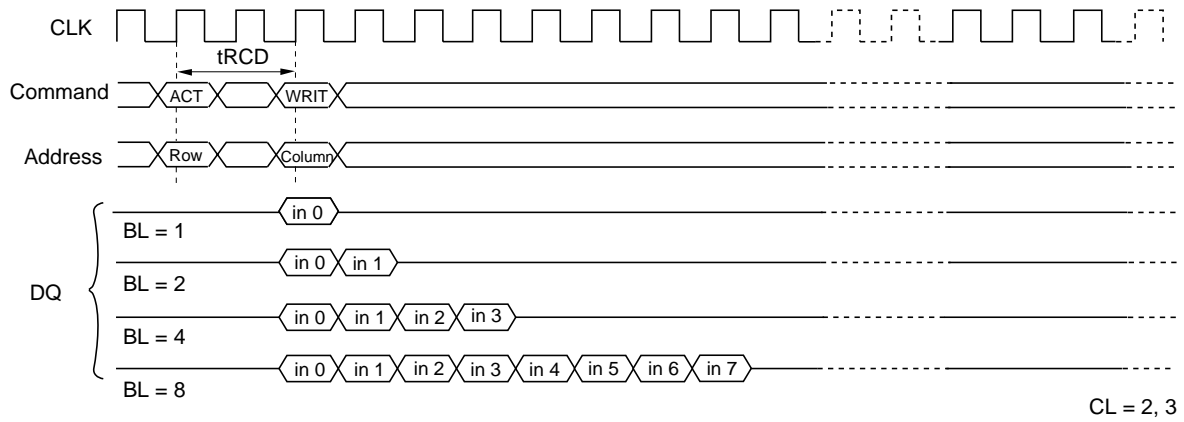 CLK
tRCD
Command ACT WRIT
Address Row Column
in 0
BL = 1
in 0 in 1
BL = 2
DQ
in 0 in 1 in 2 in 3
BL = 4
in 0 in 1 in 2 in 3 in 4 in 5 in 6 in 7
BL = 8
CL = 2, 3